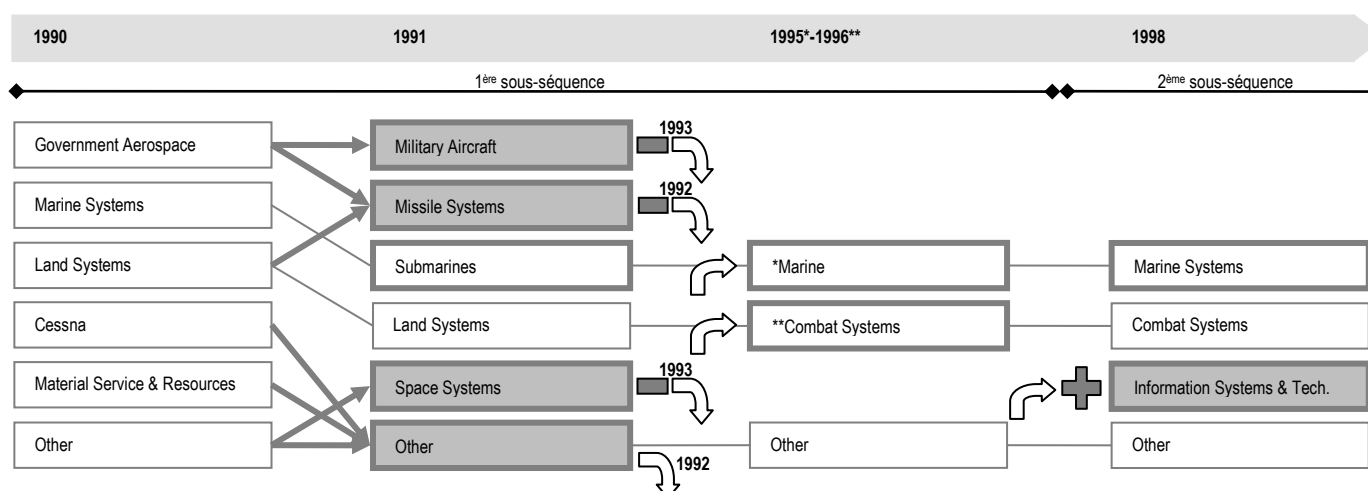 1990 1991 1995*-1996** 1998
1ère sous-séquence 2ème sous-séquence
1993
Government Aerospace Military Aircraft
1992
Marine Systems Missile Systems
Land Systems Submarines *Marine Marine Systems
Cessna Land Systems **Combat Systems Combat Systems
1993
Material Service & Resources Space Systems Information Systems & Tech.
Other Other Other Other
1992